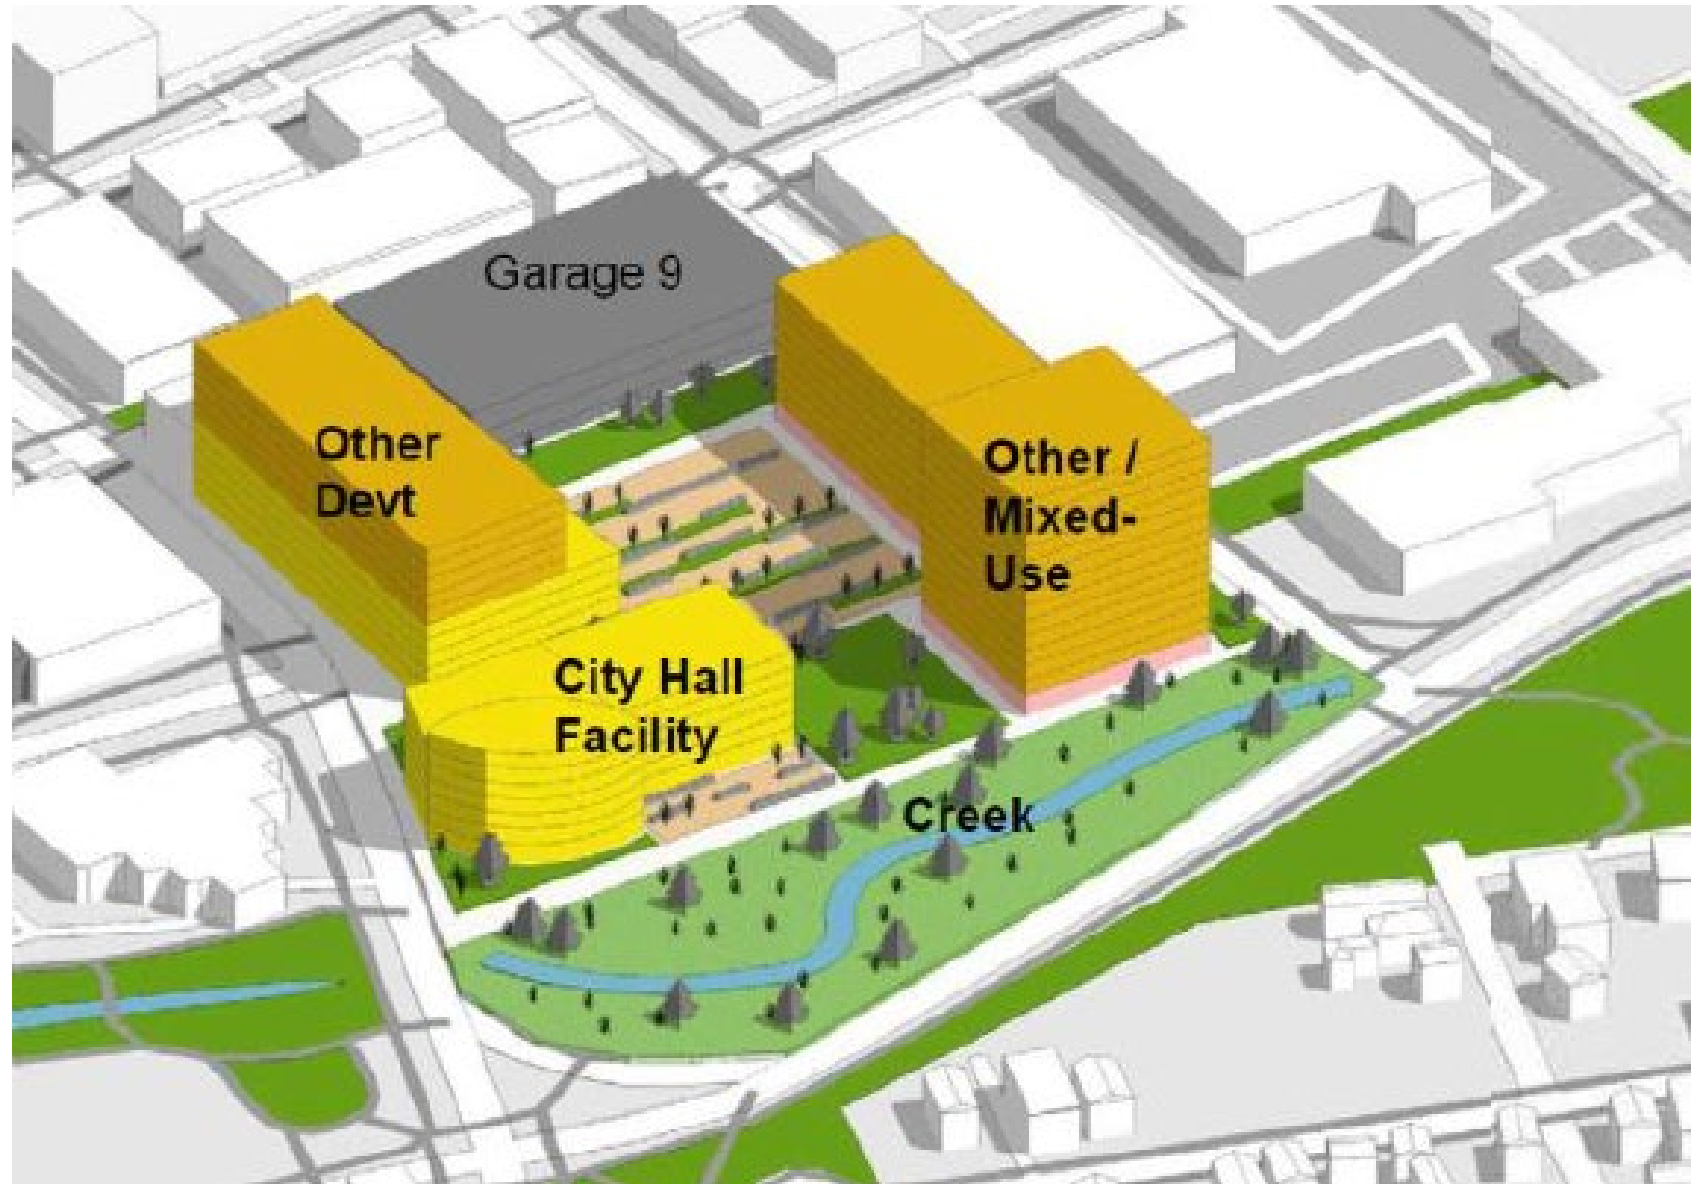 Garage 9
Other
Devt
Other /
Mixed-
Use
City Hall
Facility
Creek